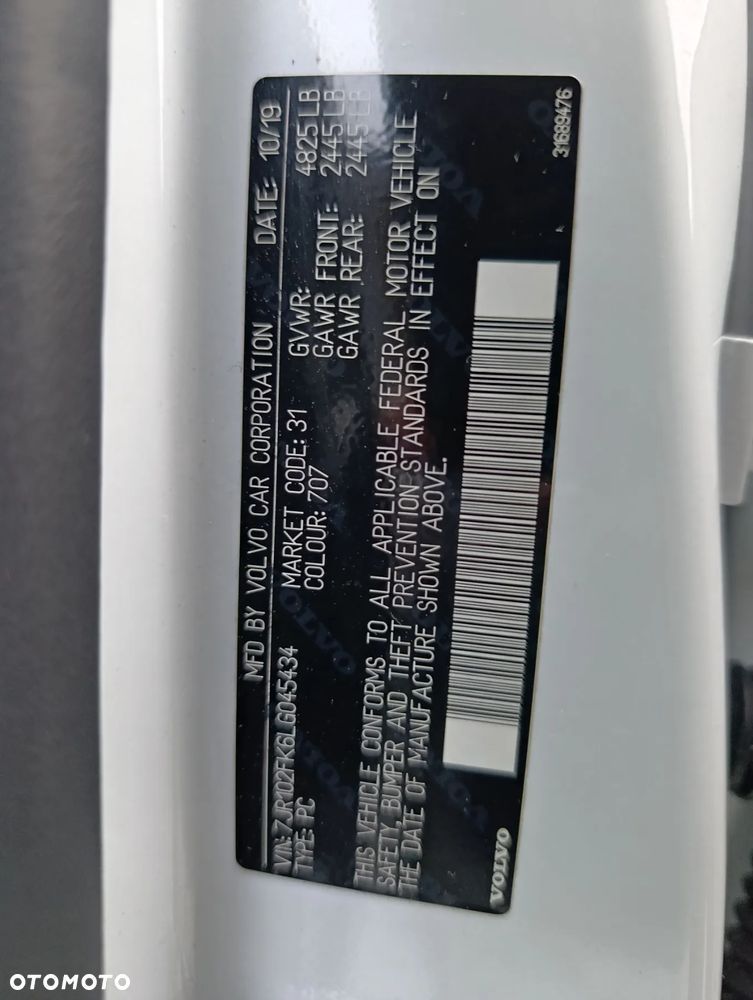 MFD BY VOLVO CAR CORPORATION DATE: 10/19
VIN: 7JR102FK6LG045434
TYPE: PC
MARKET CODE: 31
COLOUR: 707
GVWR: 4825 LB
GAWR FRONT: 2445 LB
GAWR REAR: 2445 LB
THIS VEHICLE CONFORMS TO ALL APPLICABLE FEDERAL MOTOR VEHICLE
SAFETY, BUMPER AND THEFT PREVENTION STANDARDS IN EFFECT ON
THE DATE OF MANUFACTURE SHOWN ABOVE.
VOLVO
31689476
OTOMOTO